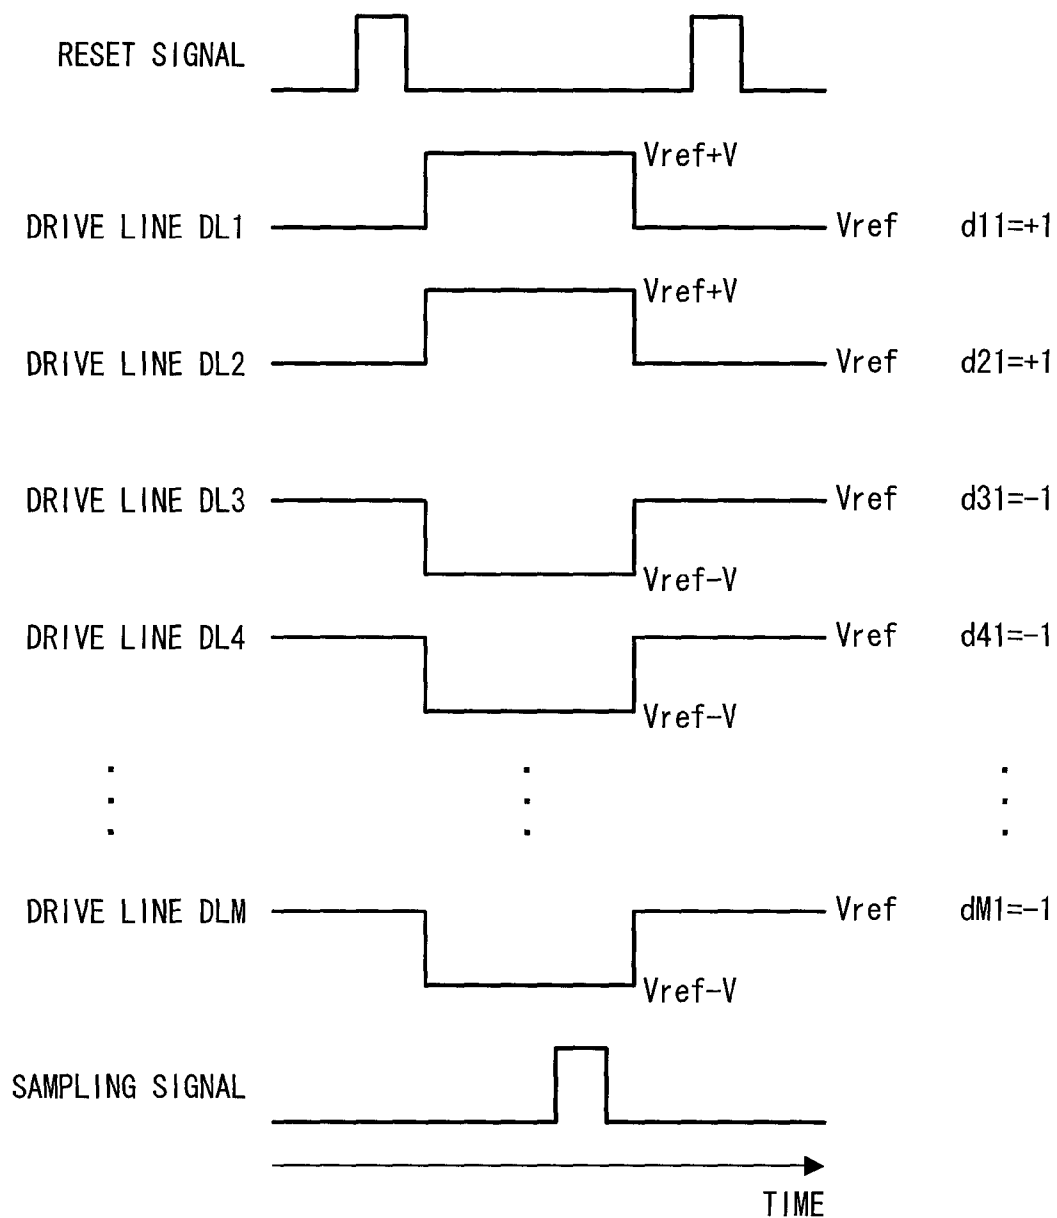 RESET SIGNAL
Vref+V
DRIVE LINE DL1 Vref d11=+1
Vref+V
DRIVE LINE DL2 Vref d21=+1
DRIVE LINE DL3 Vref d31=-1
Vref-V
DRIVE LINE DL4 Vref d41=-1
Vref-V
DRIVE LINE DLM Vref dM1=-1
Vref-V
SAMPLING SIGNAL
TIME